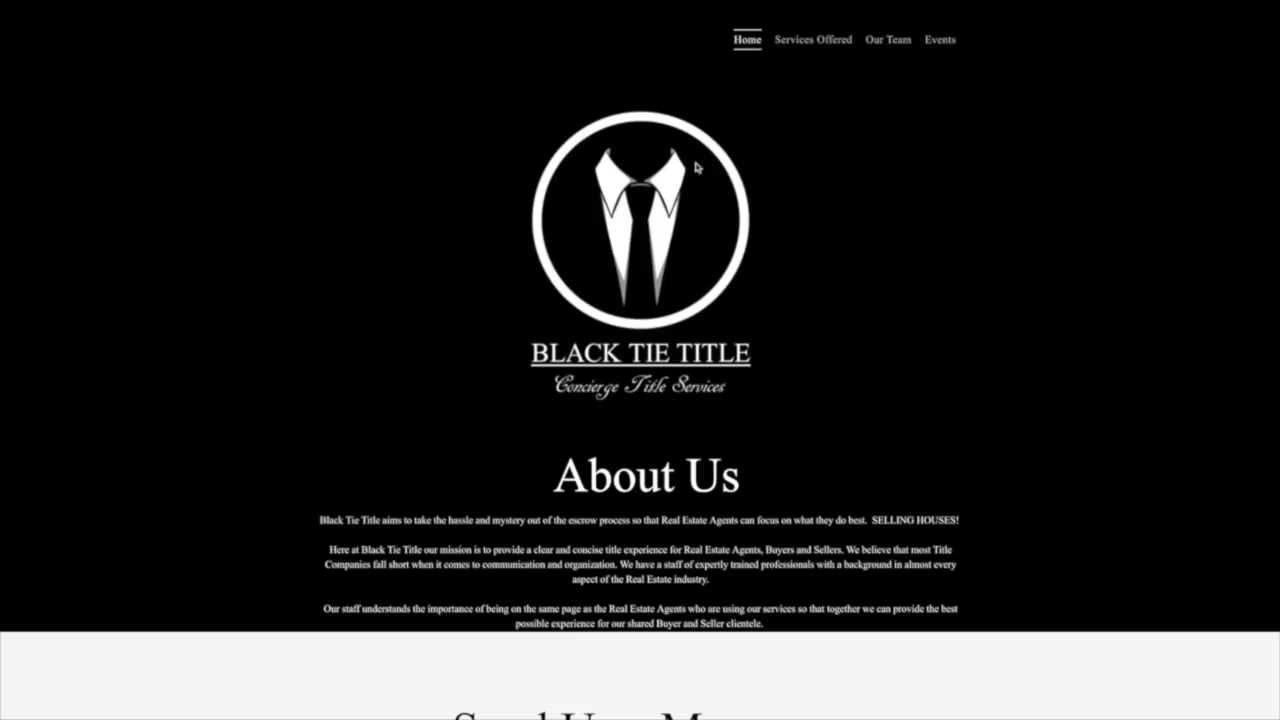 Home Services Offered Our Team Events
BLACK TIE TITLE
Concierge Title Services
About Us
Black Tie Title aims to take the hassle and mystery out of the escrow process so that Real Estate Agents can focus on what they do best.  SELLING HOUSES!
Here at Black Tie Title our mission is to provide a clear and concise title experience for Real Estate Agents, Buyers and Sellers. We believe that most Title
Companies fall short when it comes to communication and organization. We have a staff of expertly trained professionals with a background in almost every
aspect of the Real Estate industry.
Our staff understands the importance of being on the same page as the Real Estate Agents who are using our services so that together we can provide the best
possible experience for our shared Buyer and Seller clientele.